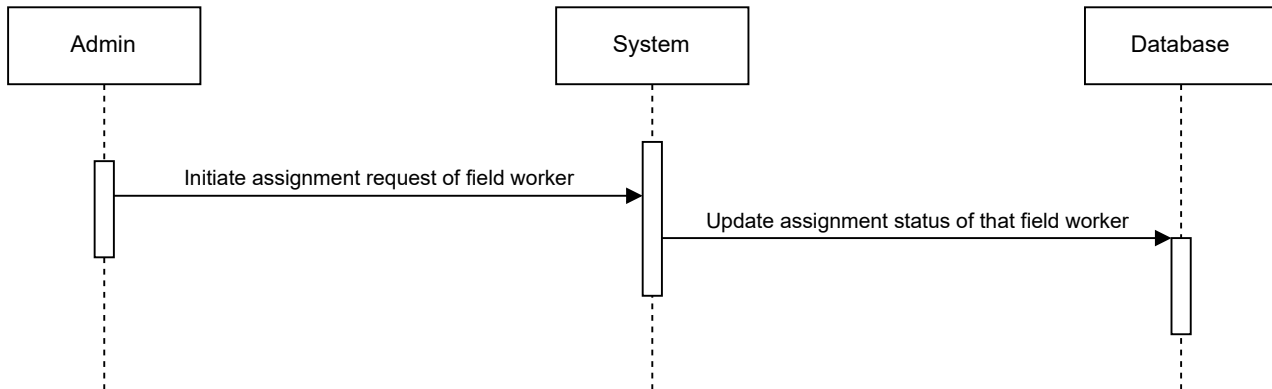 Admin
System
Database
Initiate assignment request of field worker
Update assignment status of that field worker